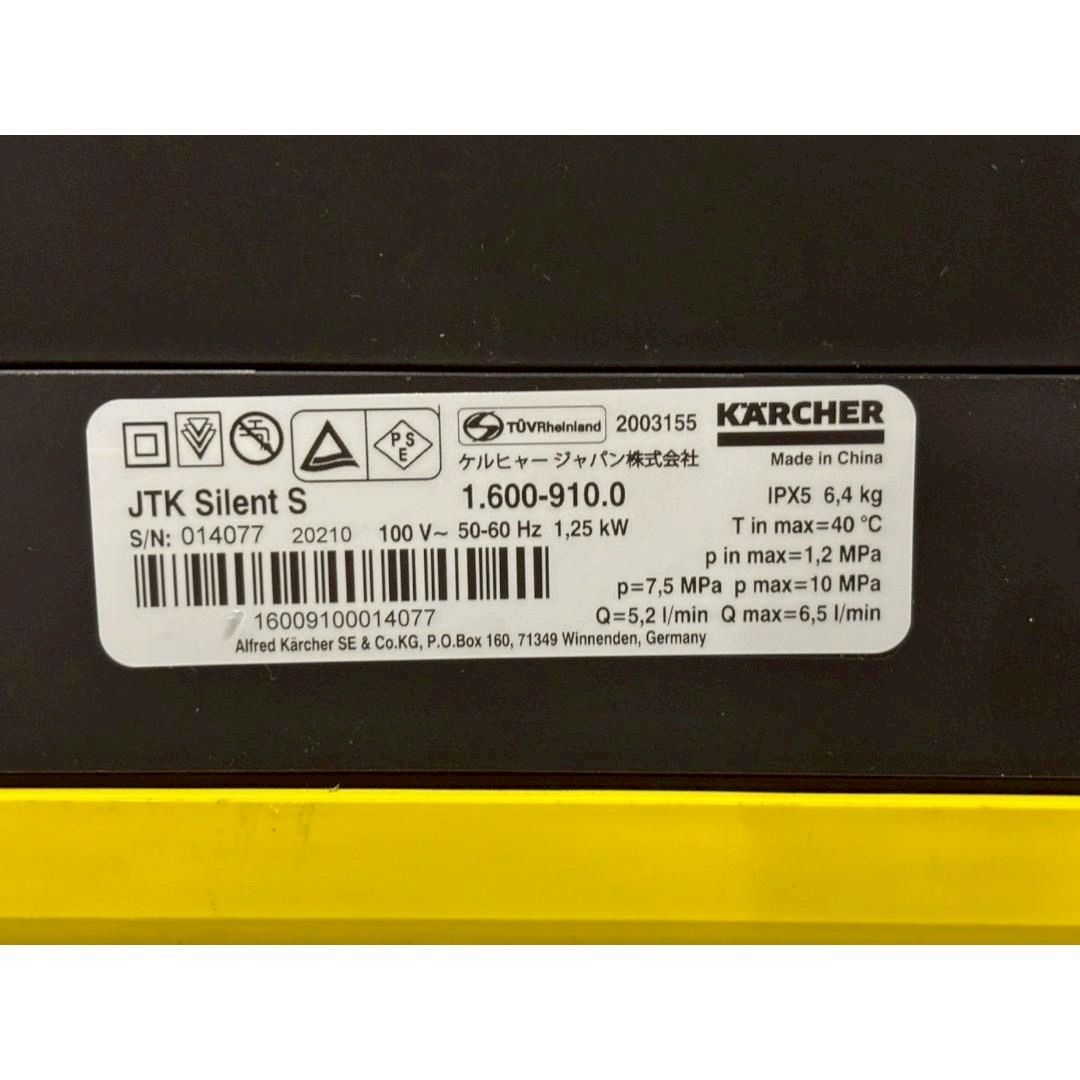 PSE TÜVRheinland 2003155 KÄRCHER
ケルヒャー ジャパン株式会社 Made in China
JTK Silent S 1.600-910.0 IPX5 6,4 kg
S/N: 014077 20210 100 V~ 50-60 Hz 1,25 kW T in max=40 °C
p in max=1,2 MPa
p=7,5 MPa p max=10 MPa
16009100014077 Q=5,2 l/min Q max=6,5 l/min
Alfred Kärcher SE & Co.KG, P.O.Box 160, 71349 Winnenden, Germany